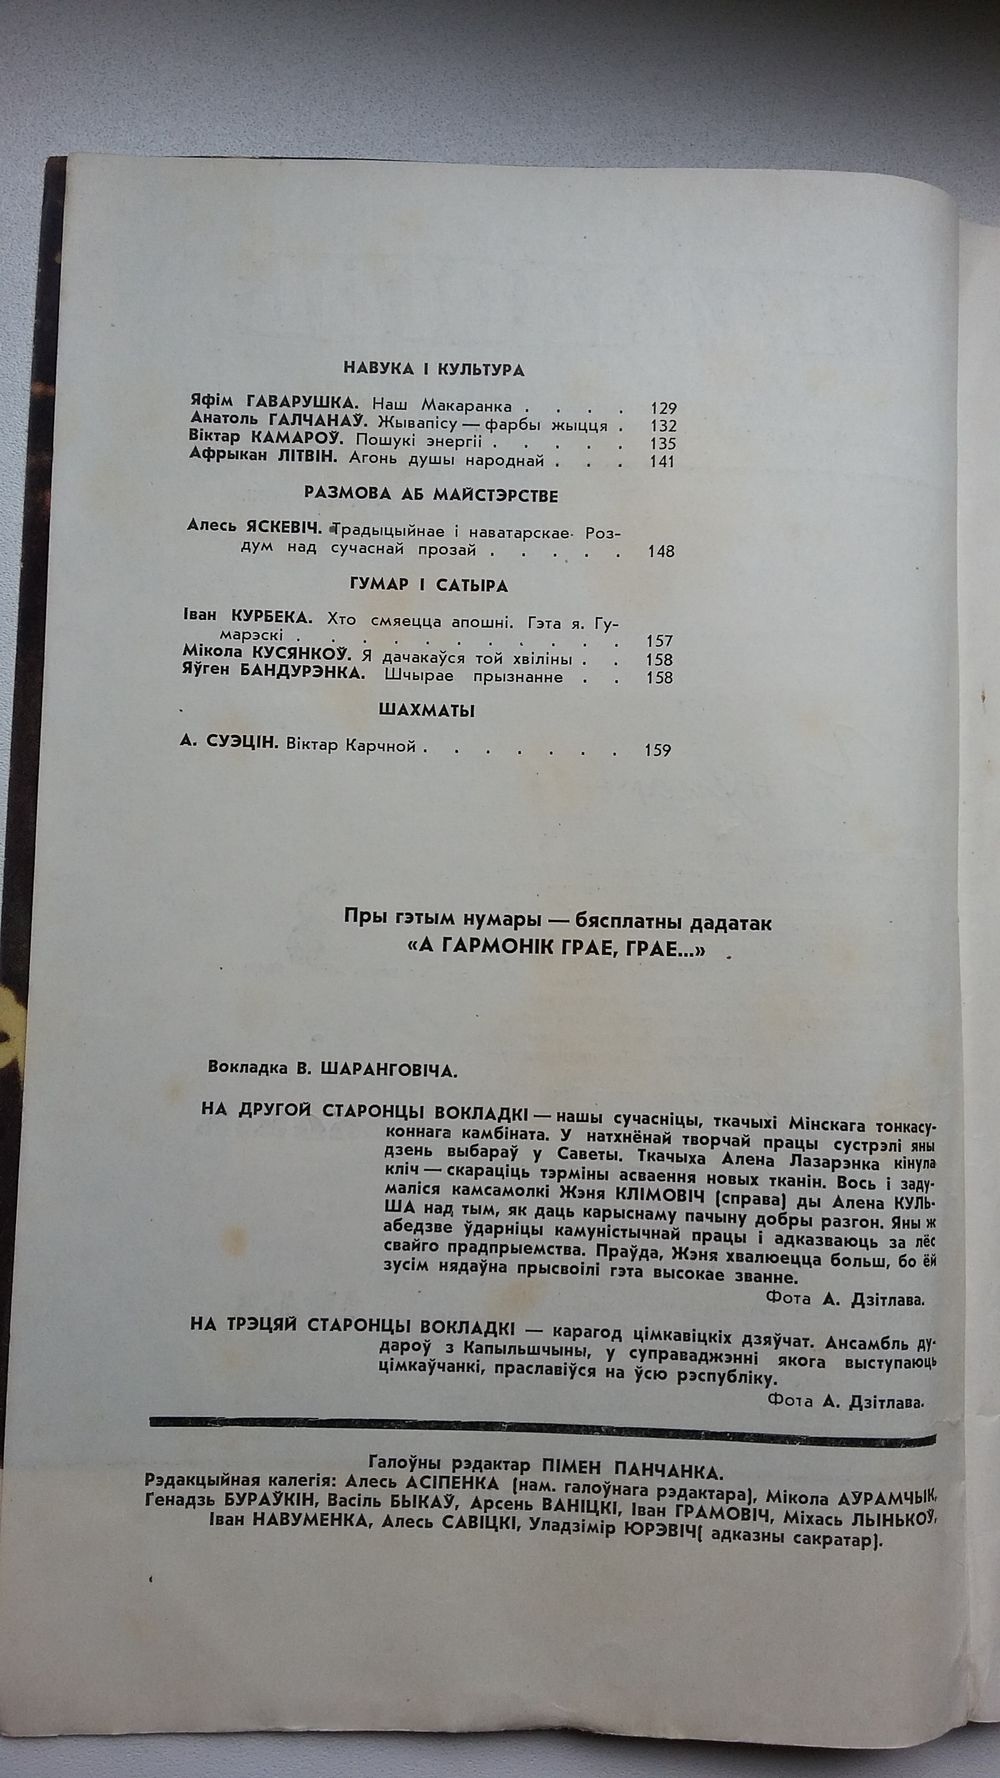 НАВУКА І КУЛЬТУРА
Яфім ГАВАРУШКА. Наш Макаранка . . . . 129
Анатоль ГАЛЧАНАЎ. Жывапісу — фарбы жыцця . 132
Віктар КАМАРОЎ. Пошукі энергіі . . . . . 135
Афрыкан ЛІТВІН. Агонь душы народнай . . . 141
РАЗМОВА АБ МАЙСТЭРСТВЕ
Алесь ЯСКЕВІЧ. Традыцыйнае і наватарскае. Роз-
дум над сучаснай прозай . . . . . 148
ГУМАР І САТЫРА
Іван КУРБЕКА. Хто смяецца апошні. Гэта я. Гу-
марэскі . . . . . . . . . . . 157
Мікола КУСЯНКОЎ. Я дачакаўся той хвіліны . . 158
Яўген БАНДУРЭНКА. Шчырае прызнанне . . 158
ШАХМАТЫ
А. СУЭЦІН. Віктар Карчной . . . . . . . 159
Пры гэтым нумары — бясплатны дадатак
«А ГАРМОНІК ГРАЕ, ГРАЕ...»
Вокладка В. ШАРАНГОВІЧА.
НА ДРУГОЙ СТАРОНЦЫ ВОКЛАДКІ — нашы сучасніцы, ткачыхі Мінскага тонкасу-
коннага камбіната. У натхнёнай творчай працы сустрэлі яны
дзень выбараў у Саветы. Ткачыха Алена Лазарэнка кінула
кліч — скараціць тэрміны асваення новых тканін. Вось і заду-
маліся камсамолкі Жэня КЛІМОВІЧ (справа) ды Алена КУЛЬ-
ША над тым, як даць карыснаму пачыну добры разгон. Яны ж
абедзве ўдарніцы камуністычнай працы і адказваюць за лёс
свайго прадпрыемства. Праўда, Жэня хвалюецца больш, бо ёй
зусім нядаўна прысвоілі гэта высокае званне.
Фота А. Дзітлава.
НА ТРЭЦЯЙ СТАРОНЦЫ ВОКЛАДКІ — карагод цімкавіцкіх дзяўчат. Ансамбль ду-
дароў з Капыльшчыны, у суправаджэнні якога выступаюць
цімкаўчанкі, праславіўся на ўсю рэспубліку.
Фота А. Дзітлава.
Галоўны рэдактар ПІМЕН ПАНЧАНКА.
Рэдакцыйная калегія: Алесь АСІПЕНКА (нам. галоўнага рэдактара), Мікола АЎРАМЧЫК,
Генадзь БУРАЎКІН, Васіль БЫКАЎ, Арсень ВАНІЦКІ, Іван ГРАМОВІЧ, Міхась ЛЫНЬКОЎ,
Іван НАВУМЕНКА, Алесь САВІЦКІ, Уладзімір ЮРЭВІЧ( адказны сакратар).